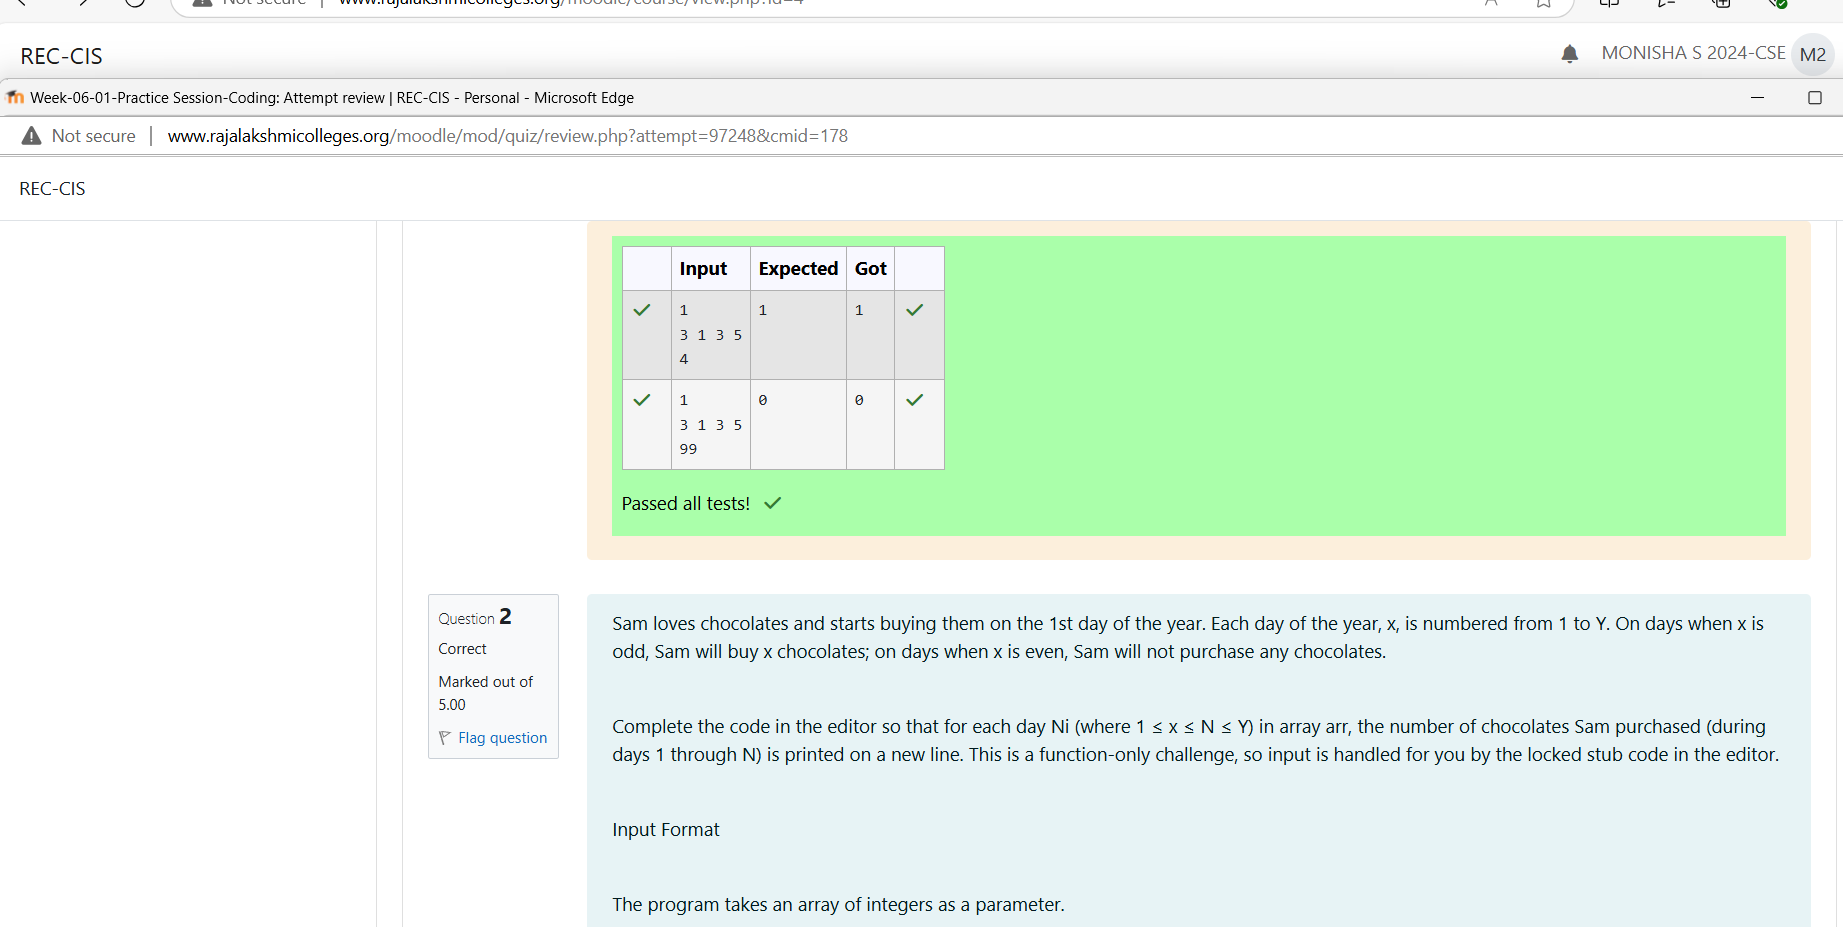 REC-CIS
MONISHA S 2024-CSE M2
Week-06-01-Practice Session-Coding: Attempt review | REC-CIS - Personal - Microsoft Edge
Not secure | www.rajalakshmicolleges.org/moodle/mod/quiz/review.php?attempt=97248&cmid=178
REC-CIS
Input Expected Got
1 1 1
3 1 3 5
4
1 0 0
3 1 3 5
99
Passed all tests!
Question 2
Correct
Marked out of
5.00
Flag question
Sam loves chocolates and starts buying them on the 1st day of the year. Each day of the year, x, is numbered from 1 to Y. On days when x is
odd, Sam will buy x chocolates; on days when x is even, Sam will not purchase any chocolates.
Complete the code in the editor so that for each day Ni (where 1 ≤ x ≤ N ≤ Y) in array arr, the number of chocolates Sam purchased (during
days 1 through N) is printed on a new line. This is a function-only challenge, so input is handled for you by the locked stub code in the editor.
Input Format
The program takes an array of integers as a parameter.